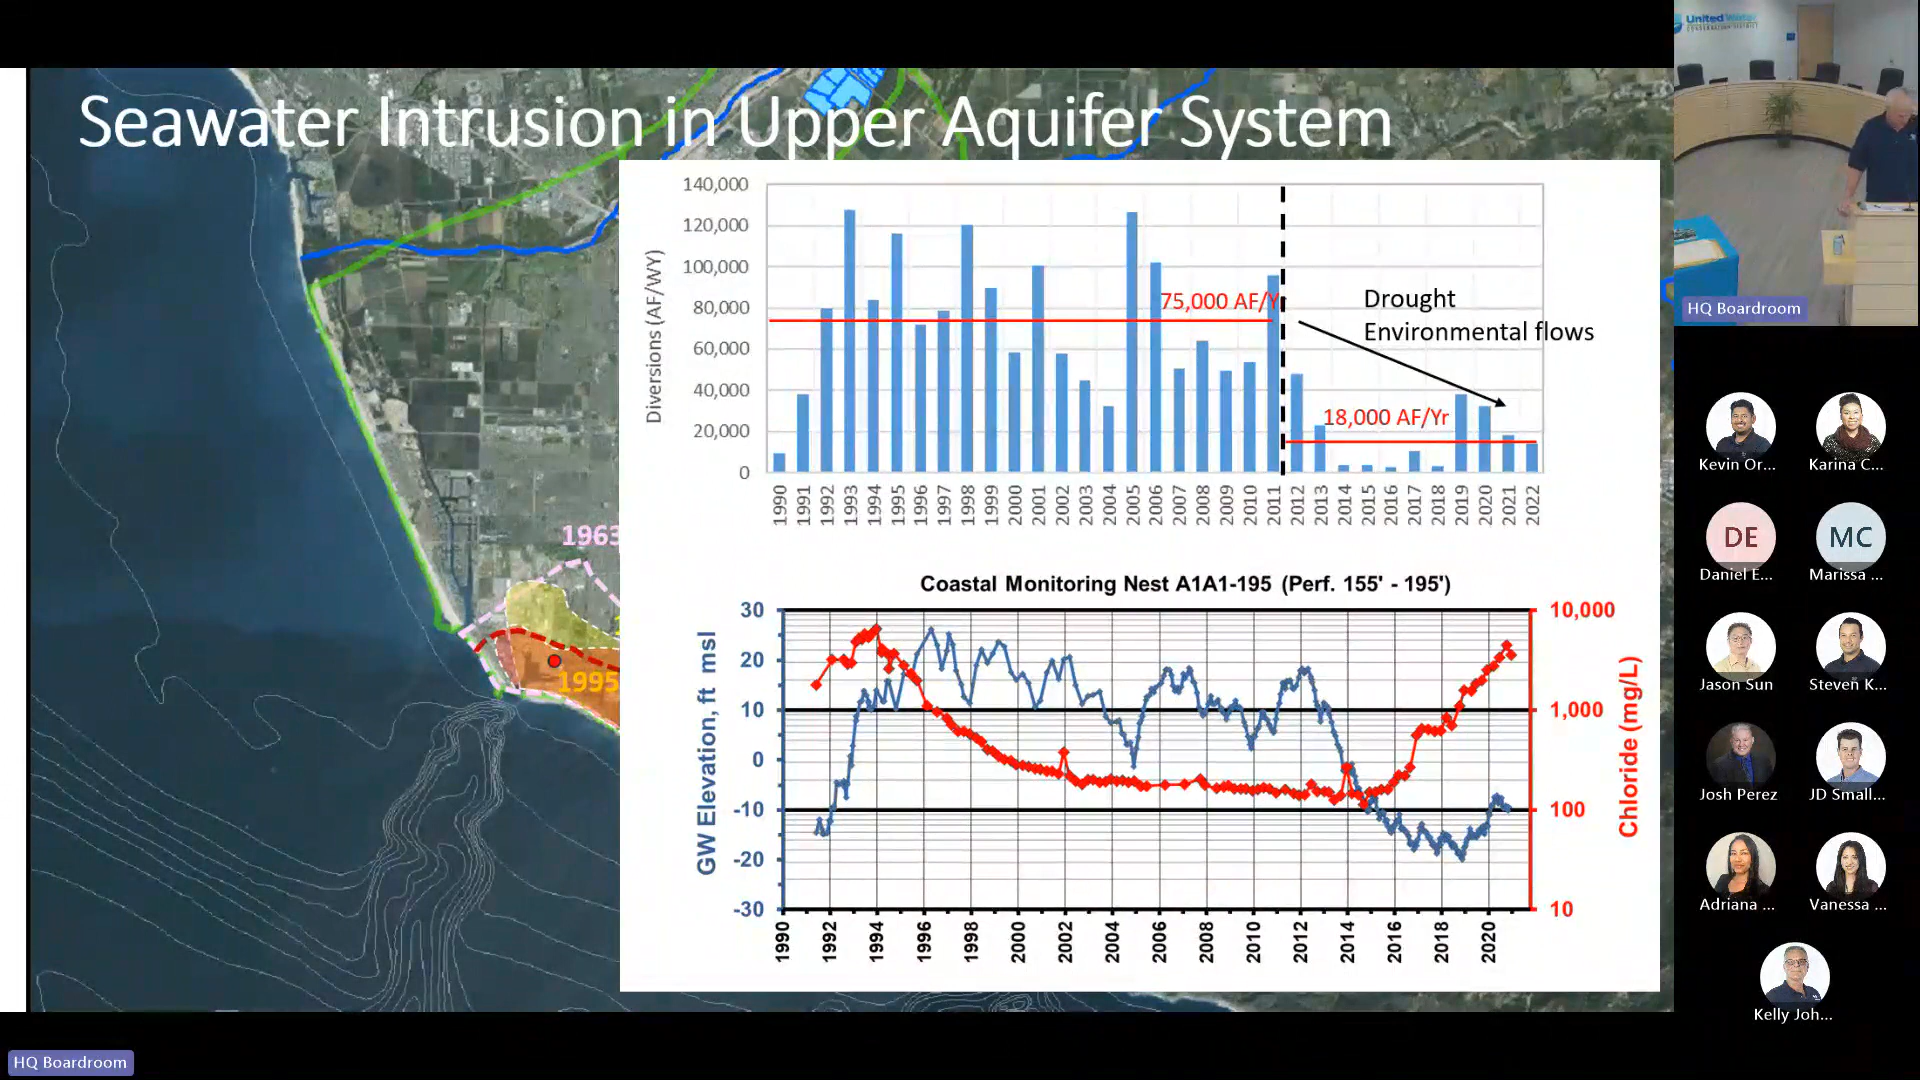 Seawater Intrusion in Upper Aquifer System
140,000
120,000
100,000
80,000
60,000
40,000
20,000
0
Diversions (AF/WY)
75,000 AF/Y
Drought
Environmental flows
18,000 AF/Yr
1990 1991 1992 1993 1994 1995 1996 1997 1998 1999 2000 2001 2002 2003 2004 2005 2006 2007 2008 2009 2010 2011 2012 2013 2014 2015 2016 2017 2018 2019 2020 2021 2022
1963
1995
Coastal Monitoring Nest A1A1-195 (Perf. 155' - 195')
30
20
10
0
-10
-20
-30
GW Elevation, ft msl
10,000
1,000
100
10
Chloride (mg/L)
1990 1992 1994 1996 1998 2000 2002 2004 2006 2008 2010 2012 2014 2016 2018 2020
United Water
CONSERVATION DISTRICT
HQ Boardroom
Kevin Or...
Karina C...
DE
Daniel E...
MC
Marissa ...
Jason Sun
Steven K...
Josh Perez
JD Small...
Adriana ...
Vanessa ...
Kelly Joh...
HQ Boardroom